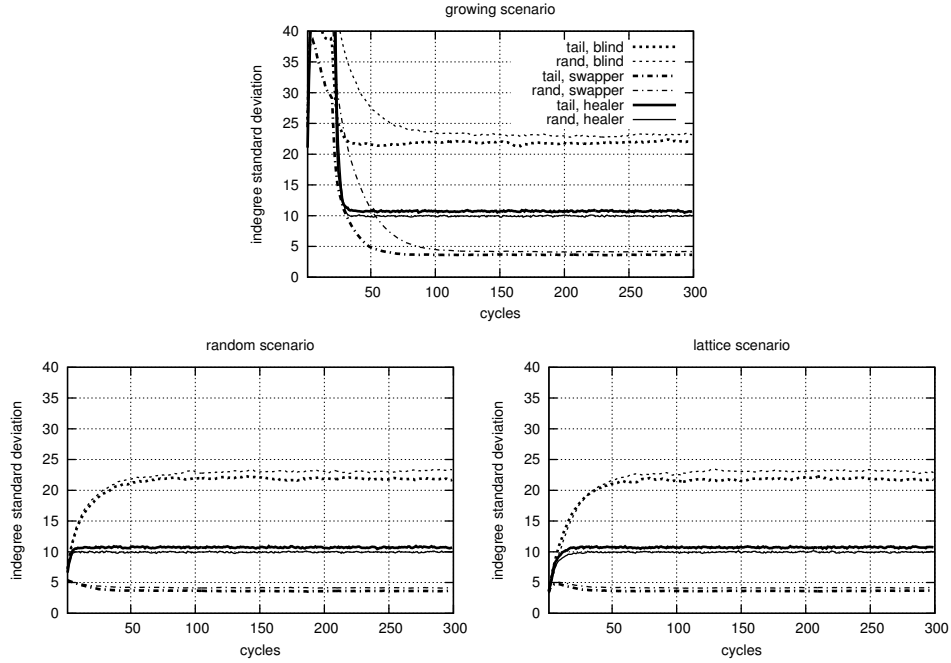 growing scenario
indegree standard deviation
40
35
30
25
20
15
10
5
0
tail, blind
rand, blind
tail, swapper
rand, swapper
tail, healer
rand, healer
50 100 150 200 250 300
cycles
random scenario
indegree standard deviation
40
35
30
25
20
15
10
5
0
50 100 150 200 250 300
cycles
lattice scenario
indegree standard deviation
40
35
30
25
20
15
10
5
0
50 100 150 200 250 300
cycles